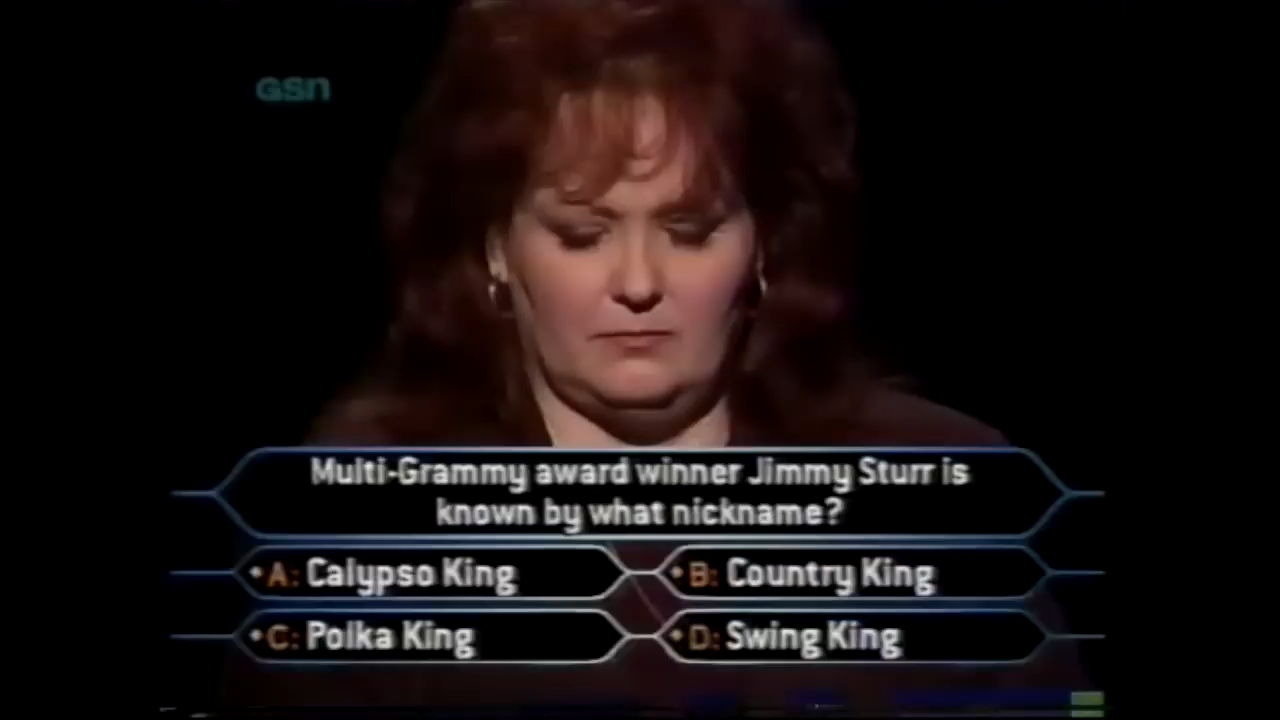 GSN
Multi-Grammy award winner Jimmy Sturr is
known by what nickname?
A: Calypso King
B: Country King
C: Polka King
D: Swing King